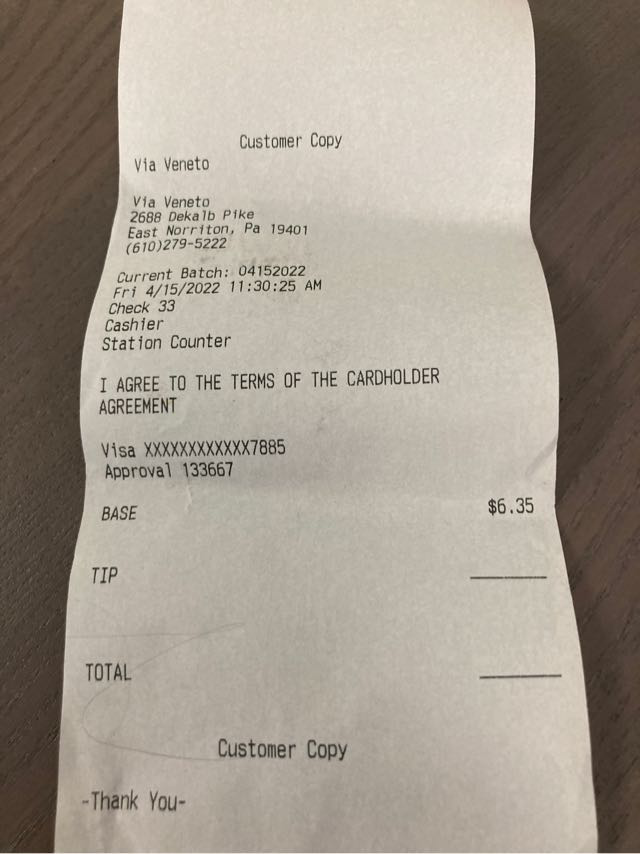 Customer Copy
Via Veneto
Via Veneto
2688 Dekalb Pike
East Norriton, Pa 19401
(610)279-5222
Current Batch: 04152022
Fri 4/15/2022 11:30:25 AM
Check 33
Cashier
Station Counter
I AGREE TO THE TERMS OF THE CARDHOLDER
AGREEMENT
Visa XXXXXXXXXXXX7885
Approval 133667
BASE $6.35
TIP
TOTAL
Customer Copy
-Thank You-